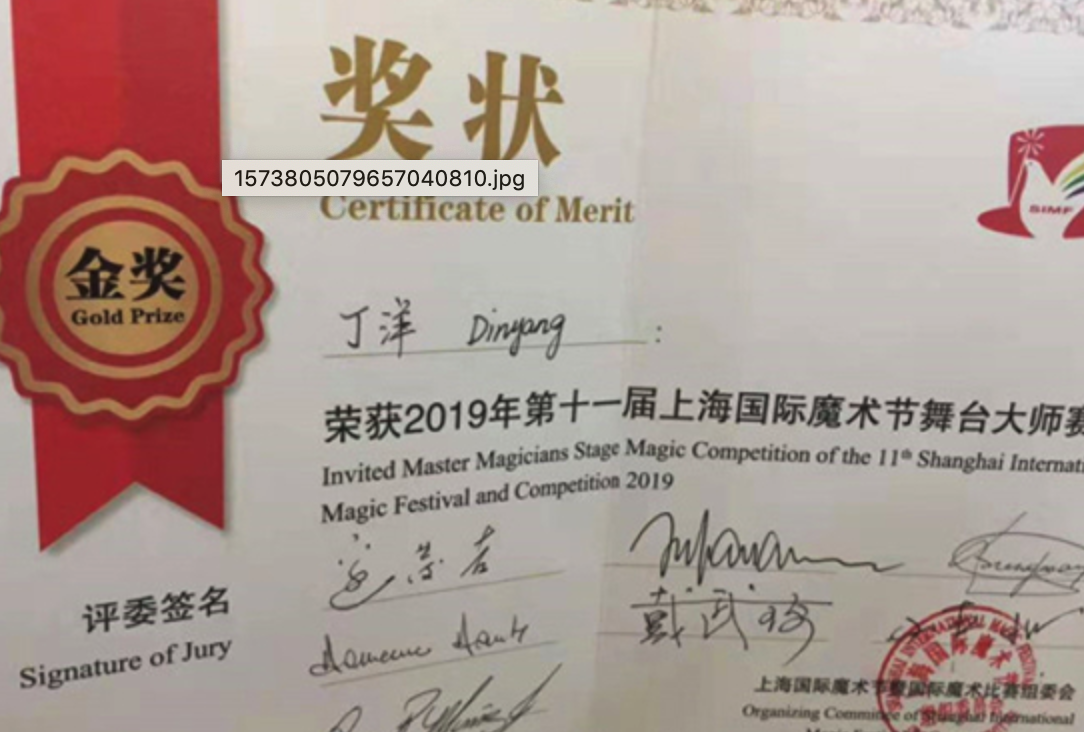 奖状
1573805079657040810.jpg
Certificate of Merit
SIMF
金奖
Gold Prize
丁洋 Dinyang :
荣获2019年第十一届上海国际魔术节舞台大师赛
Invited Master Magicians Stage Magic Competition of the 11th Shanghai Internati
Magic Festival and Competition 2019
评委签名
Signature of Jury
戴武琦
上海国际魔术节暨国际魔术比赛组委会
Organizing Committee of Shanghai International